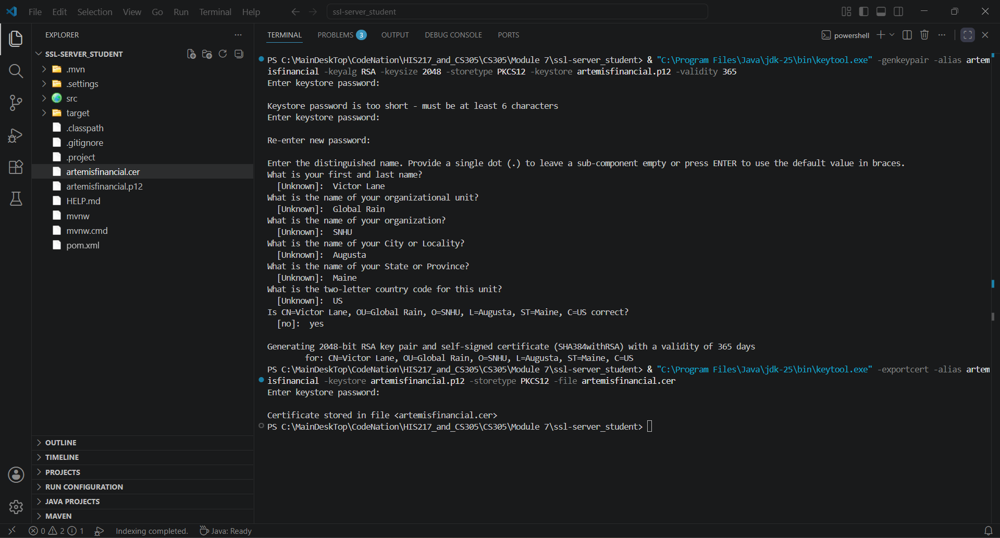 File Edit Selection View Go Run Terminal Help
ssl-server_student
EXPLORER
SSL-SERVER_STUDENT
.mvn
.settings
src
target
.classpath
.gitignore
.project
artemisfinancial.cer
artemisfinancial.p12
HELP.md
mvnw
mvnw.cmd
pom.xml
OUTLINE
TIMELINE
PROJECTS
RUN CONFIGURATION
JAVA PROJECTS
MAVEN
TERMINAL PROBLEMS 3 OUTPUT DEBUG CONSOLE PORTS
powershell
PS C:\MainDeskTop\CodeNation\HIS217_and_CS305\CS305\Module 7\ssl-server_student> & "C:\Program Files\Java\jdk-25\bin\keytool.exe" -genkeypair -alias artem
isfinancial -keyalg RSA -keysize 2048 -storetype PKCS12 -keystore artemisfinancial.p12 -validity 365
Enter keystore password:
Keystore password is too short - must be at least 6 characters
Enter keystore password:
Re-enter new password:
Enter the distinguished name. Provide a single dot (.) to leave a sub-component empty or press ENTER to use the default value in braces.
What is your first and last name?
[Unknown]: Victor Lane
What is the name of your organizational unit?
[Unknown]: Global Rain
What is the name of your organization?
[Unknown]: SNHU
What is the name of your City or Locality?
[Unknown]: Augusta
What is the name of your State or Province?
[Unknown]: Maine
What is the two-letter country code for this unit?
[Unknown]: US
Is CN=Victor Lane, OU=Global Rain, O=SNHU, L=Augusta, ST=Maine, C=US correct?
[no]: yes
Generating 2048-bit RSA key pair and self-signed certificate (SHA384withRSA) with a validity of 365 days
for: CN=Victor Lane, OU=Global Rain, O=SNHU, L=Augusta, ST=Maine, C=US
PS C:\MainDeskTop\CodeNation\HIS217_and_CS305\CS305\Module 7\ssl-server_student> & "C:\Program Files\Java\jdk-25\bin\keytool.exe" -exportcert -alias artem
isfinancial -keystore artemisfinancial.p12 -storetype PKCS12 -file artemisfinancial.cer
Enter keystore password:
Certificate stored in file <artemisfinancial.cer>
PS C:\MainDeskTop\CodeNation\HIS217_and_CS305\CS305\Module 7\ssl-server_student>
0 2 1 Indexing completed. Java: Ready